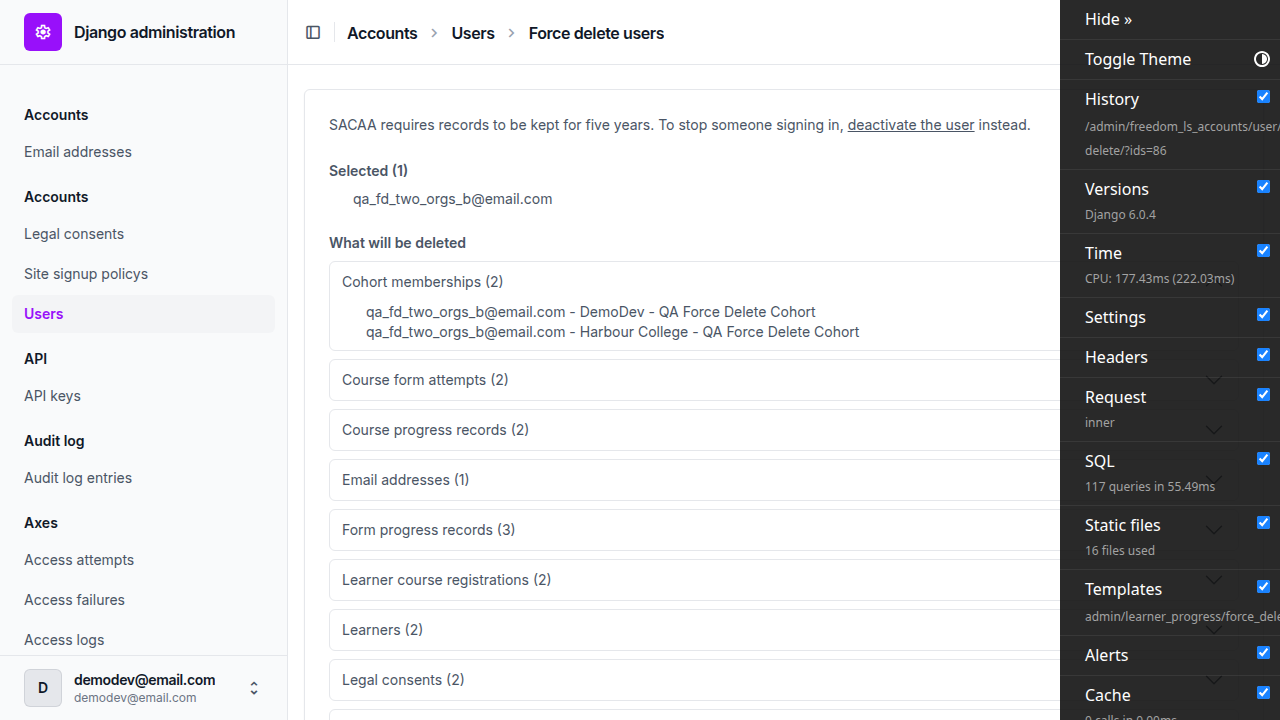 Django administration
Accounts
Email addresses
Accounts
Legal consents
Site signup policys
Users
API
API keys
Audit log
Audit log entries
Axes
Access attempts
Access failures
Access logs
D
demodev@email.com
demodev@email.com
Accounts > Users > Force delete users
SACAA requires records to be kept for five years. To stop someone signing in, deactivate the user instead.
Selected (1)
qa_fd_two_orgs_b@email.com
What will be deleted
Cohort memberships (2)
qa_fd_two_orgs_b@email.com - DemoDev - QA Force Delete Cohort
qa_fd_two_orgs_b@email.com - Harbour College - QA Force Delete Cohort
Course form attempts (2)
Course progress records (2)
Email addresses (1)
Form progress records (3)
Learner course registrations (2)
Learners (2)
Legal consents (2)
Hide »
Toggle Theme
History
/admin/freedom_ls_accounts/user/
delete/?ids=86
Versions
Django 6.0.4
Time
CPU: 177.43ms (222.03ms)
Settings
Headers
Request
inner
SQL
117 queries in 55.49ms
Static files
16 files used
Templates
admin/learner_progress/force_dele
Alerts
Cache
0 calls in 0.00ms